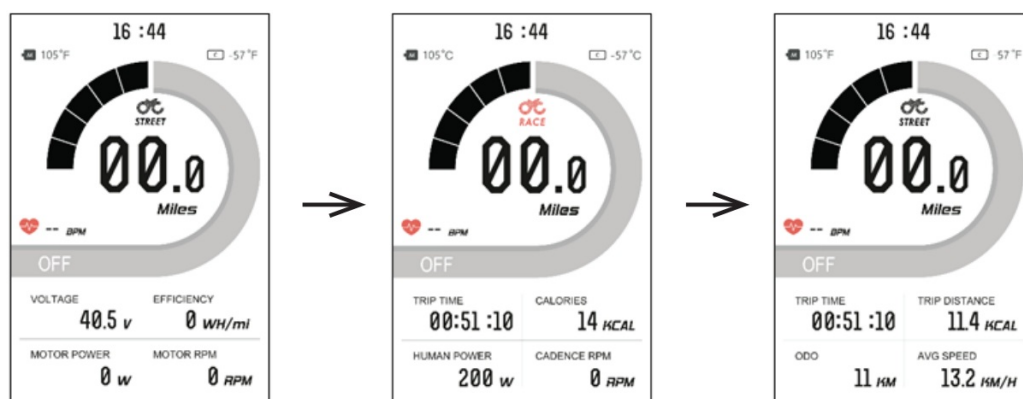 16 :44
M 105°F C -57°F
STREET
00.0
Miles
-- BPM
OFF
VOLTAGE EFFICIENCY
40.5 V 0 WH/mi
MOTOR POWER MOTOR RPM
0 W 0 RPM
16 :44
M 105°C C -57°C
RACE
00.0
Miles
-- BPM
OFF
TRIP TIME CALORIES
00:51 :10 14 KCAL
HUMAN POWER CADENCE RPM
200 W 0 RPM
16 :44
M 105°F C -57°F
STREET
00.0
Miles
-- BPM
OFF
TRIP TIME TRIP DISTANCE
00:51 :10 11.4 KCAL
ODO AVG SPEED
11 KM 13.2 KM/H